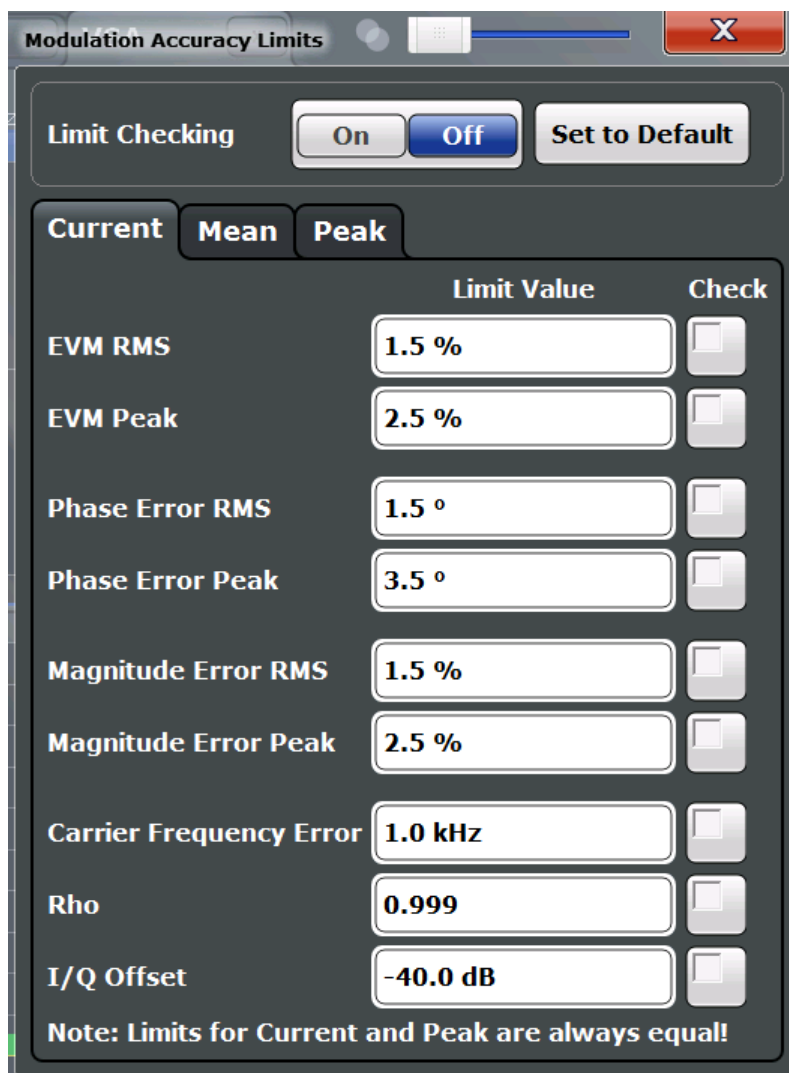 Modulation Accuracy Limits
X
Limit Checking On Off Set to Default
Current Mean Peak
Limit Value Check
EVM RMS 1.5 %
EVM Peak 2.5 %
Phase Error RMS 1.5 º
Phase Error Peak 3.5 º
Magnitude Error RMS 1.5 %
Magnitude Error Peak 2.5 %
Carrier Frequency Error 1.0 kHz
Rho 0.999
I/Q Offset -40.0 dB
Note: Limits for Current and Peak are always equal!